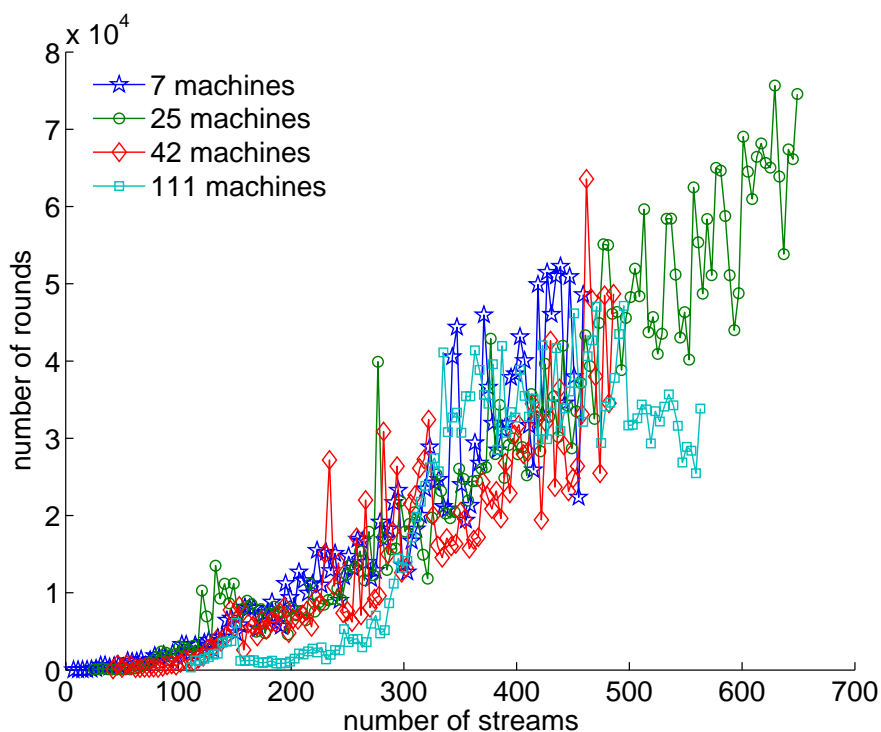 x 10^4
8
7 machines
25 machines
7
42 machines
111 machines
6
5
number of rounds
4
3
2
1
0
0 100 200 300 400 500 600 700
number of streams